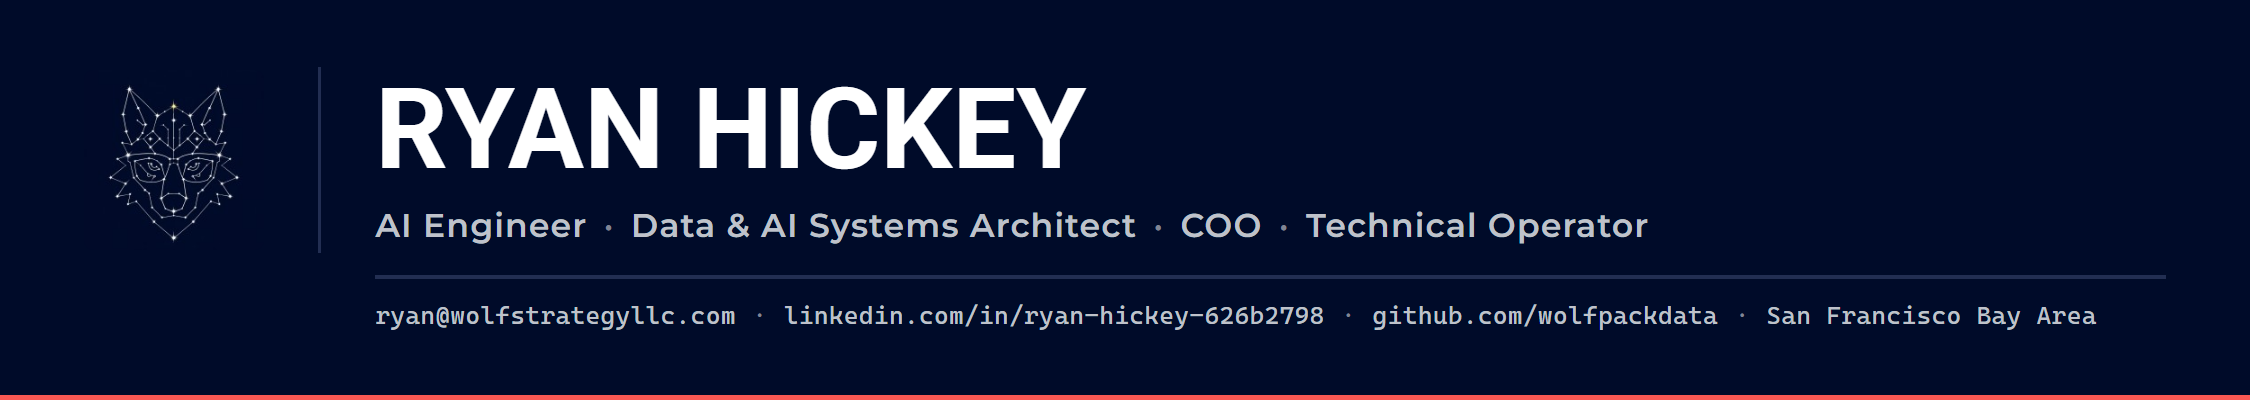 RYAN HICKEY
AI Engineer · Data & AI Systems Architect · COO · Technical Operator
ryan@wolfstrategyllc.com · linkedin.com/in/ryan-hickey-626b2798 · github.com/wolfpackdata · San Francisco Bay Area